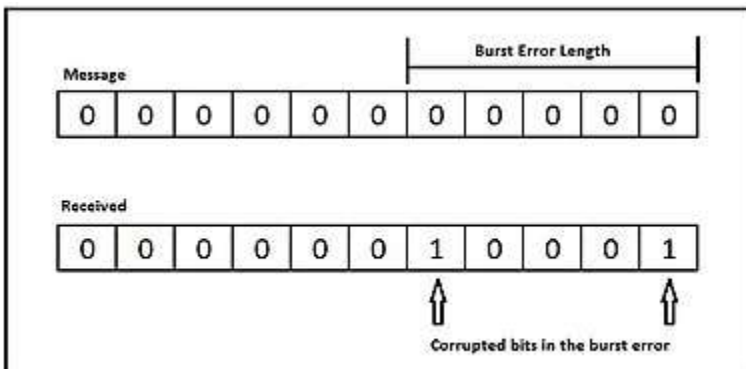 Burst Error Length
Message
0 0 0 0 0 0 0 0 0 0 0
Received
0 0 0 0 0 0 1 0 0 0 1
Corrupted bits in the burst error